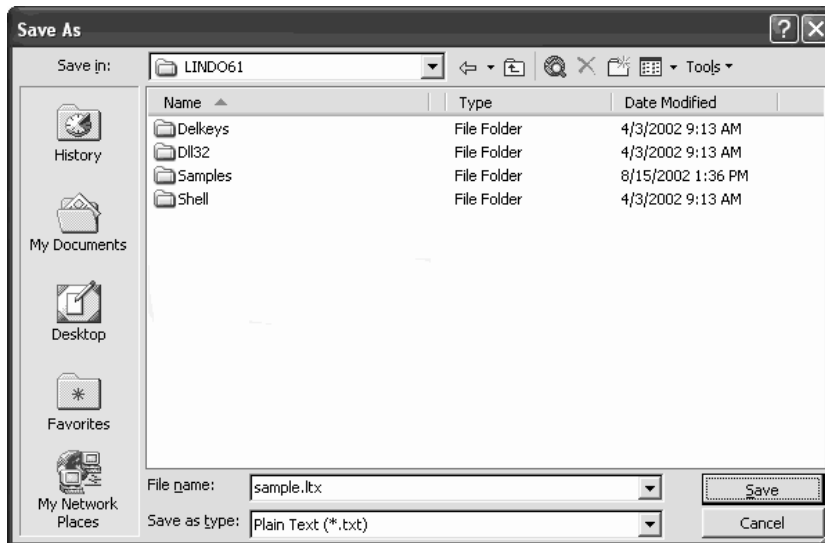 Save As
Save in: LINDO61 Tools
Name Type Date Modified
Delkeys File Folder 4/3/2002 9:13 AM
Dll32 File Folder 4/3/2002 9:13 AM
Samples File Folder 8/15/2002 1:36 PM
Shell File Folder 4/3/2002 9:13 AM
History
My Documents
Desktop
Favorites
My Network
Places
File name: sample.ltx Save
Save as type: Plain Text (*.txt) Cancel